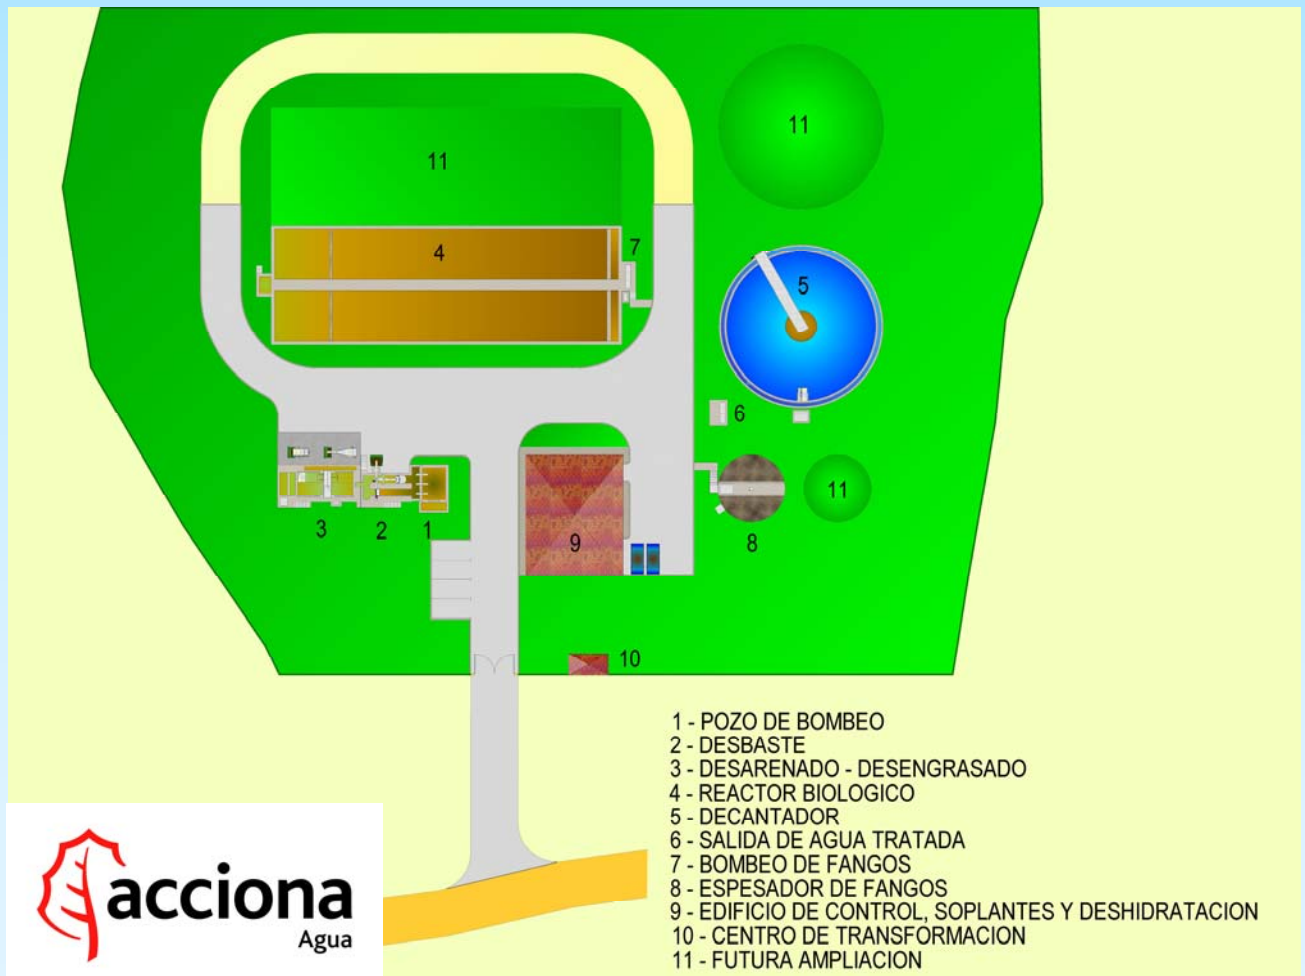 11
11
4
7
5
6
11
3
2
1
9
8
10
1 - POZO DE BOMBEO
2 - DESBASTE
3 - DESARENADO - DESENGRASADO
4 - REACTOR BIOLOGICO
5 - DECANTADOR
6 - SALIDA DE AGUA TRATADA
7 - BOMBEO DE FANGOS
8 - ESPESADOR DE FANGOS
9 - EDIFICIO DE CONTROL, SOPLANTES Y DESHIDRATACION
10 - CENTRO DE TRANSFORMACION
11 - FUTURA AMPLIACION
acciona
Agua